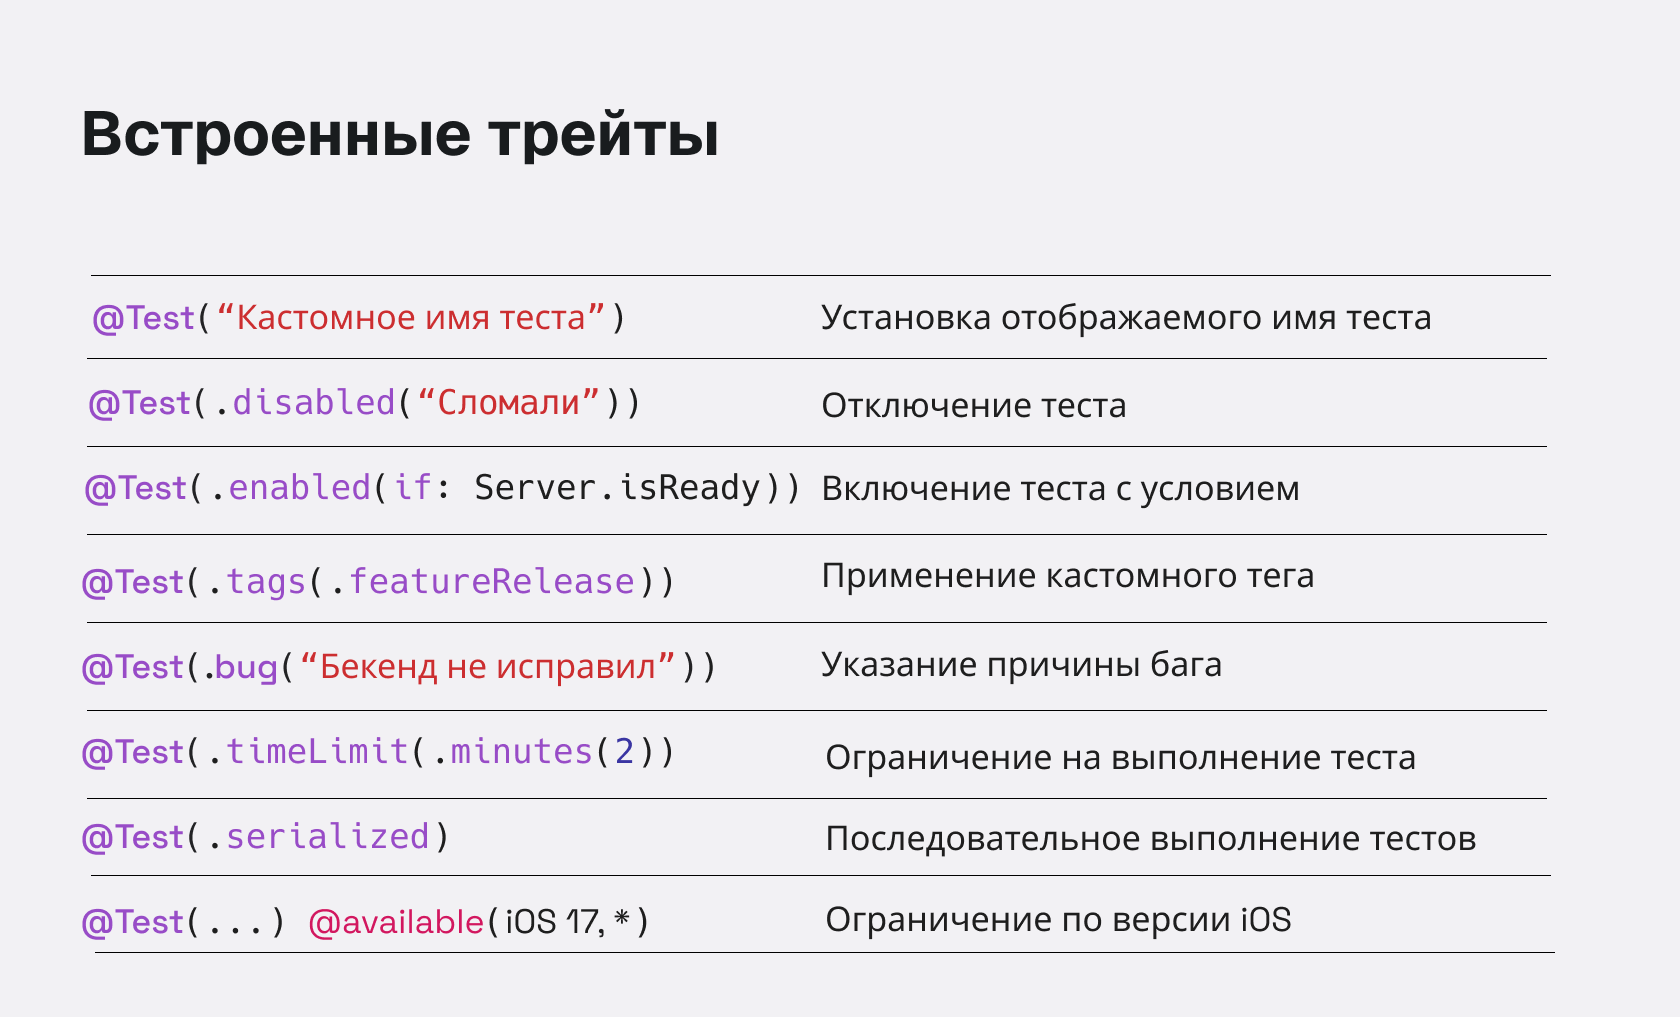 Встроенные трейты
@Test(“Кастомное имя теста”) Установка отображаемого имя теста
@Test(.disabled(“Сломали”)) Отключение теста
@Test(.enabled(if: Server.isReady)) Включение теста с условием
@Test(.tags(.featureRelease)) Применение кастомного тега
@Test(.bug(“Бекенд не исправил”)) Указание причины бага
@Test(.timeLimit(.minutes(2)) Ограничение на выполнение теста
@Test(.serialized) Последовательное выполнение тестов
@Test(...) @available(iOS 17, *) Ограничение по версии iOS